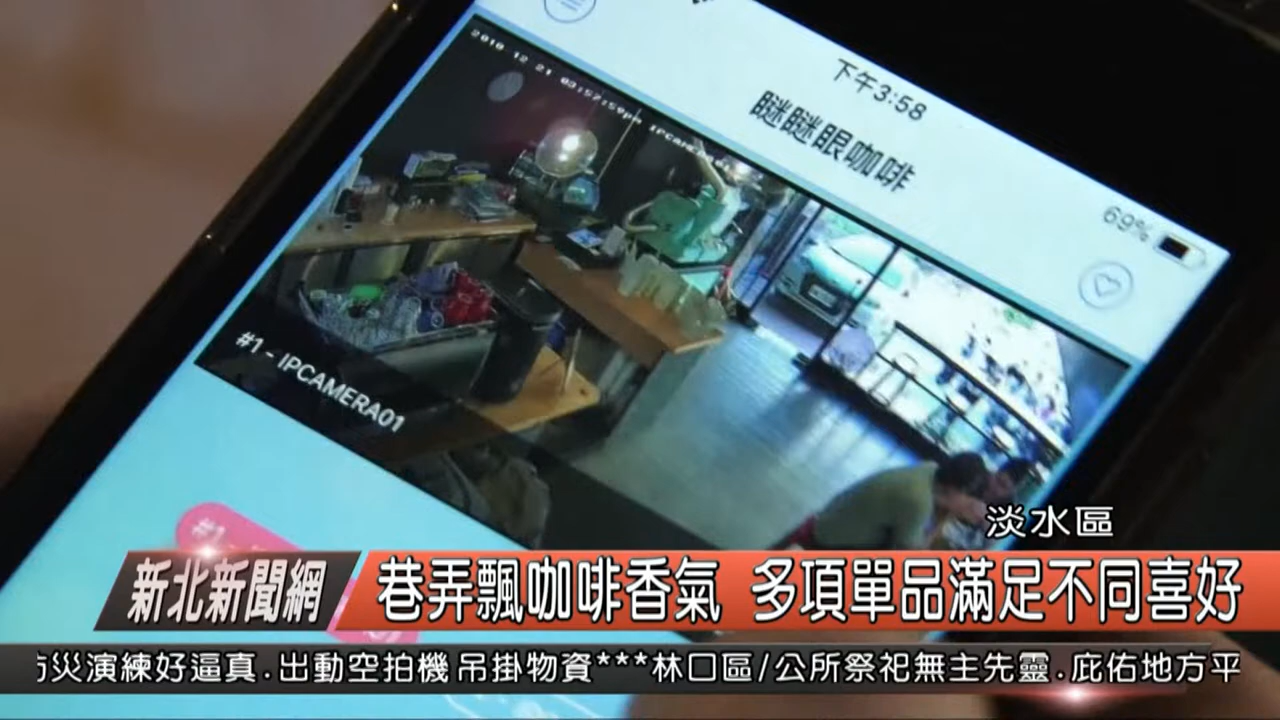 下午3:58
瞇瞇眼咖啡
69%
#1 - IPCAMERA01
淡水區
新北新聞網
巷弄飄咖啡香氣 多項單品滿足不同喜好
災演練好逼真.出動空拍機 吊掛物資***林口區/公所祭祀無主先靈.庇佑地方平